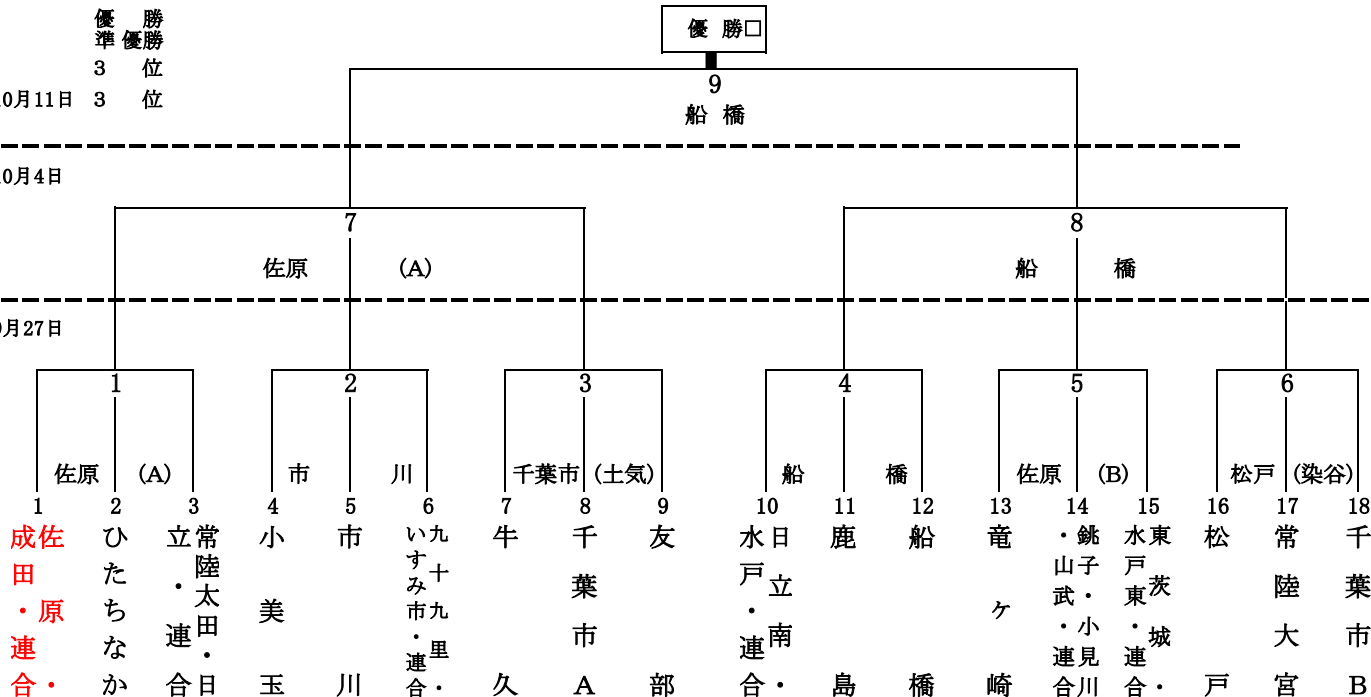 優　勝
準優勝
3　位
3　位
優 勝□
9
船 橋
0月11日
0月4日
7
8
佐原 (A)
船 橋
月27日
1
2
3
4
5
6
佐原 (A)
市 川
千葉市(土気)
船 橋
佐原 (B)
松戸(染谷)
1
2
3
4
5
6
7
8
9
10
11
12
13
14
15
16
17
18
佐原・
成田・連合
ひたちなか
常陸太田・日
立・連合
小美玉
市川
九十九里・
いすみ市・連合
牛久
千葉市A
友部
日立南・
水戸・連合
鹿島
船橋
竜ヶ崎
銚子・小見川
・山武・連合
東茨城・
水戸東・連合
松戸
常陸大宮
千葉市B